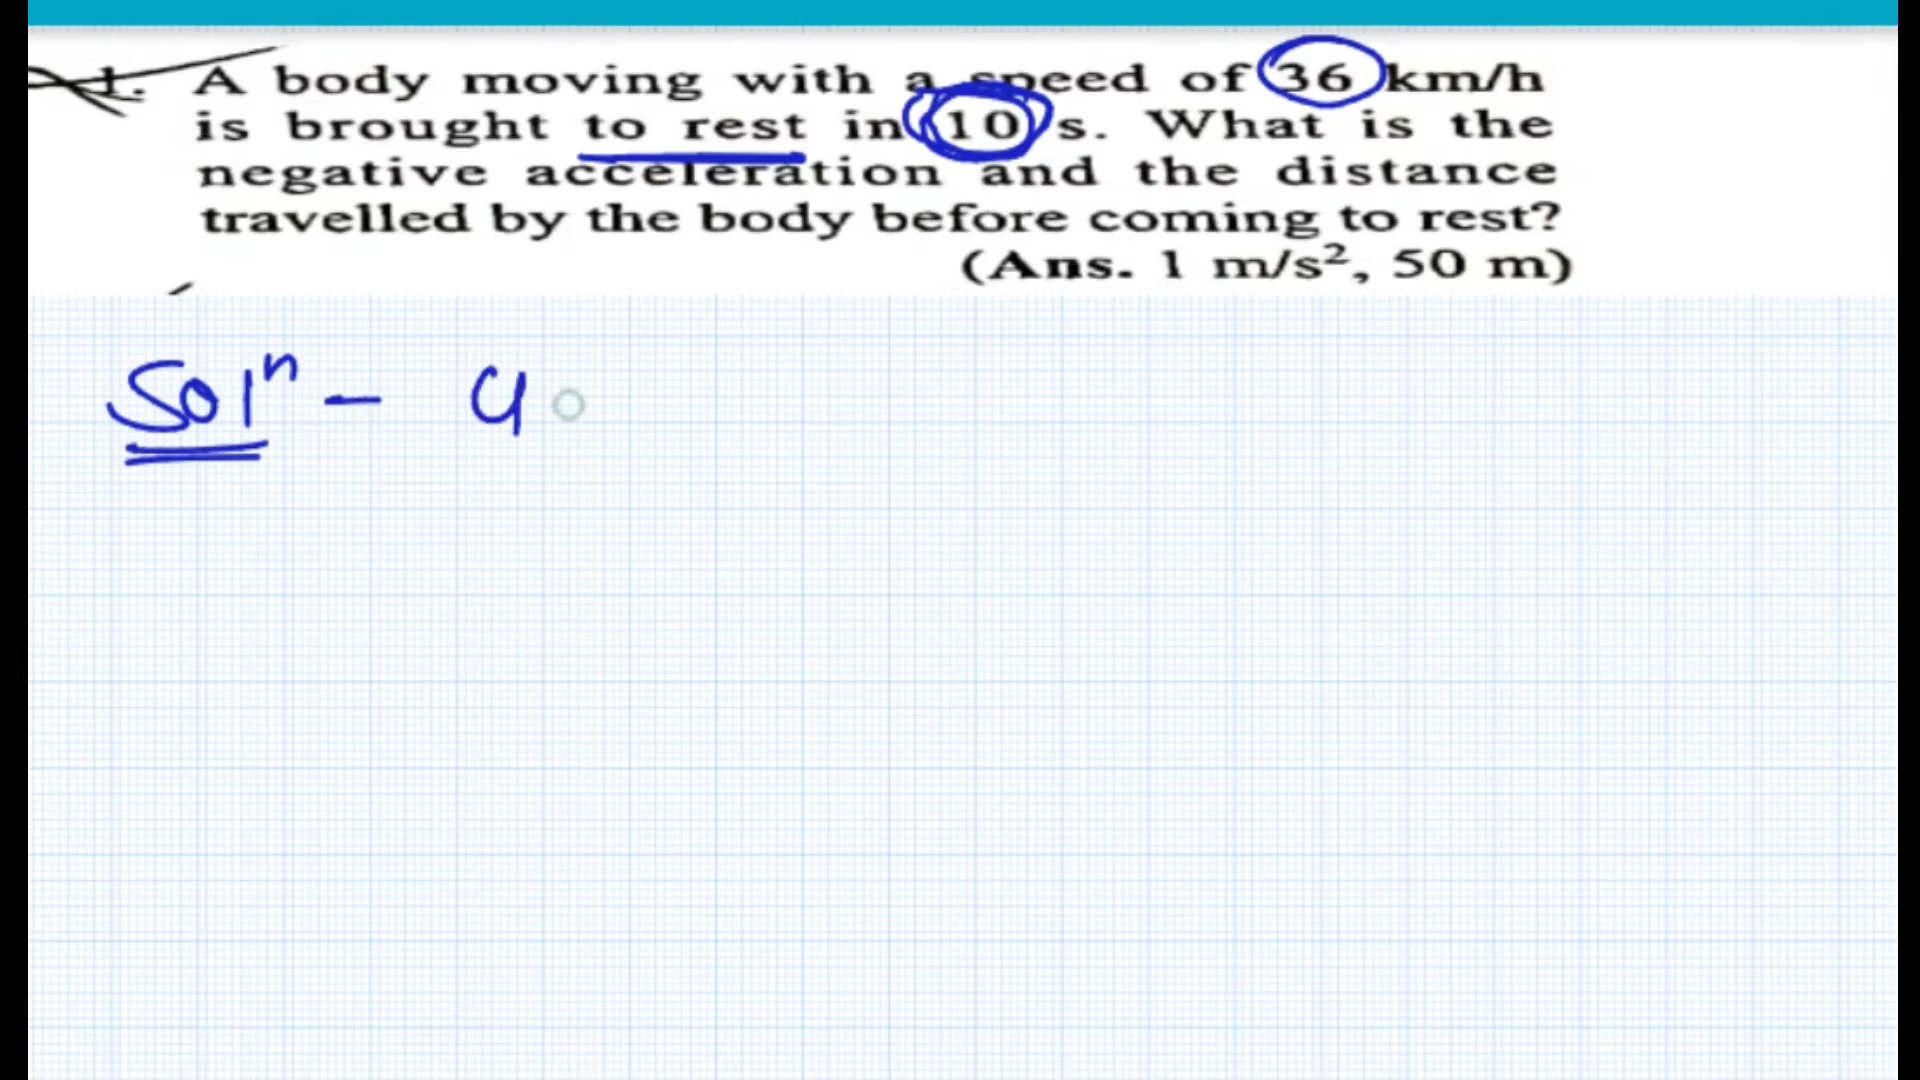 1. A body moving with a speed of 36 km/h
is brought to rest in 10 s. What is the
negative acceleration and the distance
travelled by the body before coming to rest?
(Ans. 1 m/s², 50 m)
Solⁿ - u